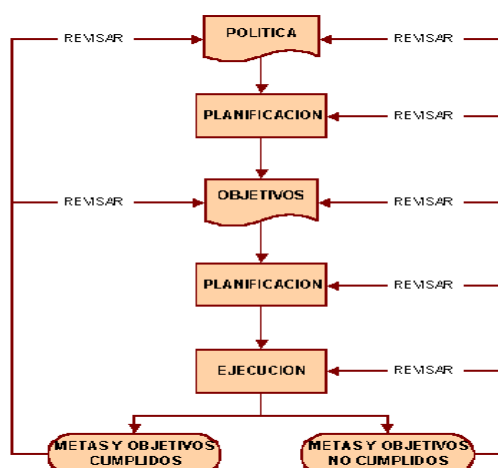 REVISAR POLITICA REVISAR
PLANIFICACION REVISAR
REVISAR OBJETIVOS REVISAR
PLANIFICACION REVISAR
EJECUCION REVISAR
METAS Y OBJETIVOS
CUMPLIDOS
METAS Y OBJETIVOS
NO CUMPLIDOS